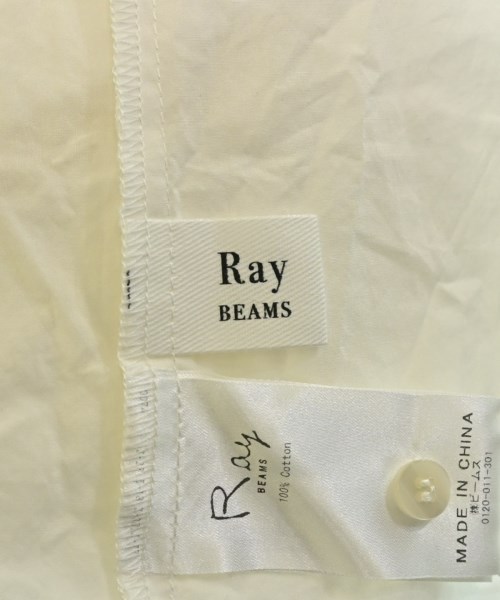 Ray
BEAMS
Ray
BEAMS
100% Cotton
MADE IN CHINA
㈱ビームス
0120-011-301